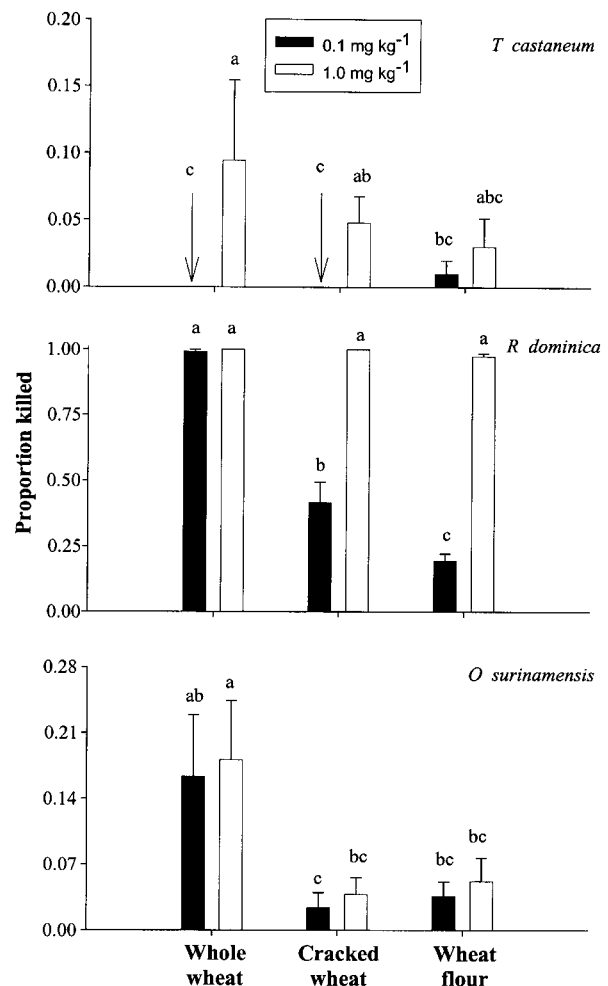 0.1 mg kg⁻¹
1.0 mg kg⁻¹
T castaneum
0.20
0.15
0.10
0.05
0.00
c
a
c
ab
bc
abc
R dominica
1.00
0.75
0.50
0.25
0.00
a
a
b
a
c
a
Proportion killed
O surinamensis
0.28
0.21
0.14
0.07
0.00
ab
a
c
bc
bc
bc
Whole
wheat
Cracked
wheat
Wheat
flour